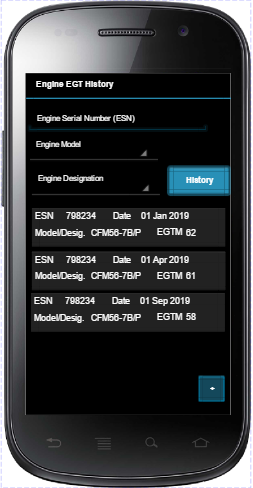 Engine EGT History
Engine Serial Number (ESN)
Engine Model
Engine Designation
History
ESN 798234 Date 01 Jan 2019
Model/Desig. CFM56-7B/P EGTM 62
ESN 798234 Date 01 Apr 2019
Model/Desig. CFM56-7B/P EGTM 61
ESN 798234 Date 01 Sep 2019
Model/Desig. CFM56-7B/P EGTM 58
+